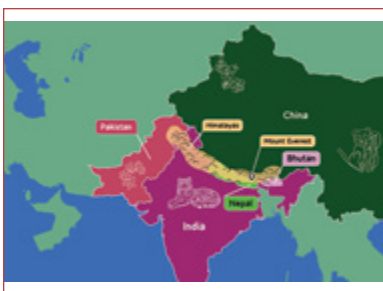 China
Pakistan
Himalayas
Mount Everest
Bhutan
Nepal
India